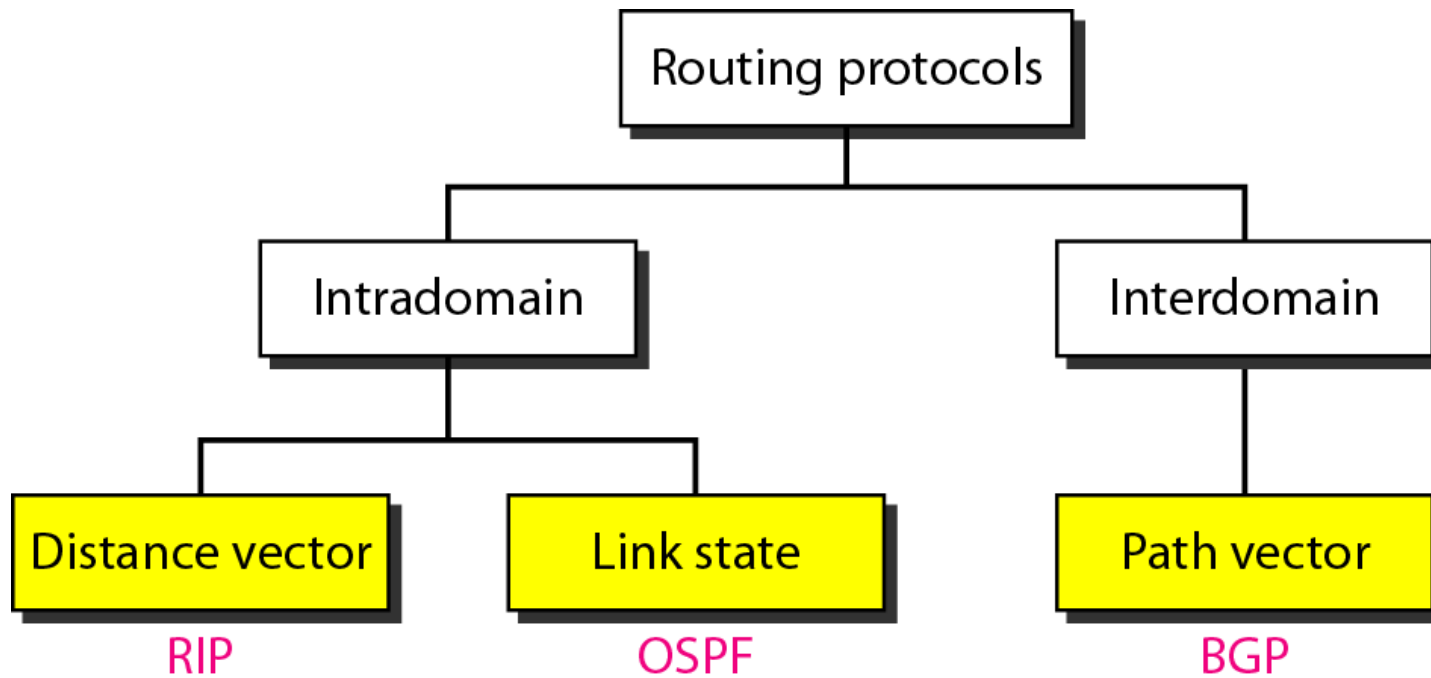 Routing protocols
Intradomain
Interdomain
Distance vector
Link state
Path vector
RIP
OSPF
BGP